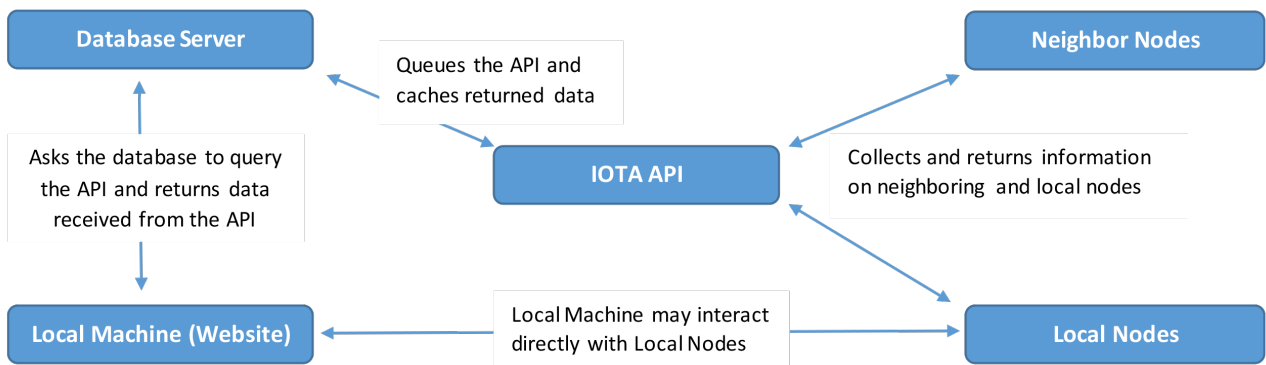 Database Server
Neighbor Nodes
Queues the API and
caches returned data
Asks the database to query
the API and returns data
received from the API
IOTA API
Collects and returns information
on neighboring and local nodes
Local Machine (Website)
Local Machine may interact
directly with Local Nodes
Local Nodes